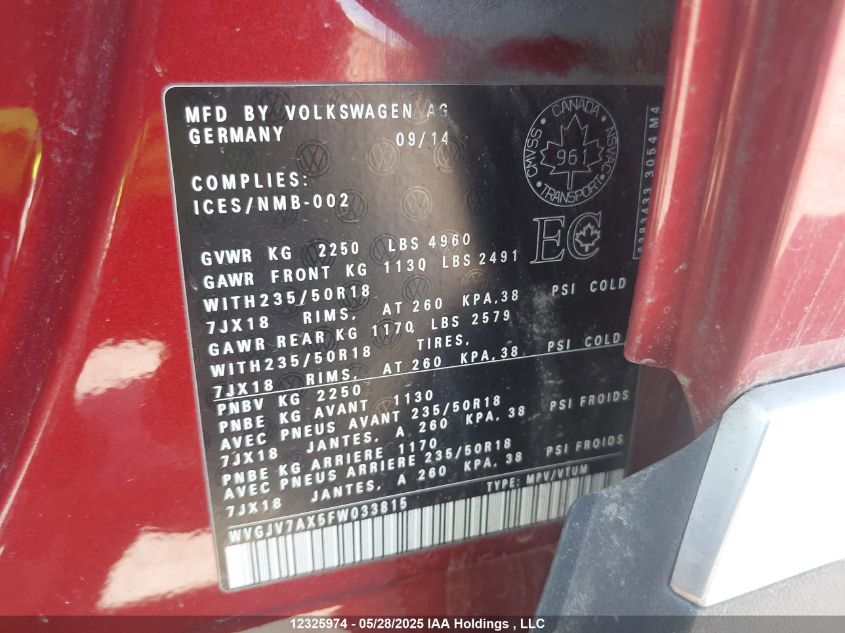 MFD BY VOLKSWAGEN AG
GERMANY 09/14
COMPLIES:
ICES/NMB-002
CANADA
CMVSS 961 NSVAC
TRANSPORT
EC
8383433 3054 M4
GVWR KG 2250 LBS 4960
GAWR FRONT KG 1130 LBS 2491
WITH235/50R18
7JX18 RIMS, AT 260 KPA,38 PSI COLD
GAWR REAR KG 1170 LBS 2579
WITH235/50R18 TIRES,
7JX18 RIMS, AT 260 KPA,38 PSI COLD
PNBV KG 2250
PNBE KG AVANT 1130
AVEC PNEUS AVANT 235/50R18
7JX18 JANTES, A 260 KPA, 38 PSI FROIDS
PNBE KG ARRIERE 1170
AVEC PNEUS ARRIERE 235/50R18
7JX18 JANTES, A 260 KPA, 38 PSI FROIDS
TYPE: MPV/VTUM
WVGJV7AX5FW033815
12325974 - 05/28/2025 IAA Holdings , LLC